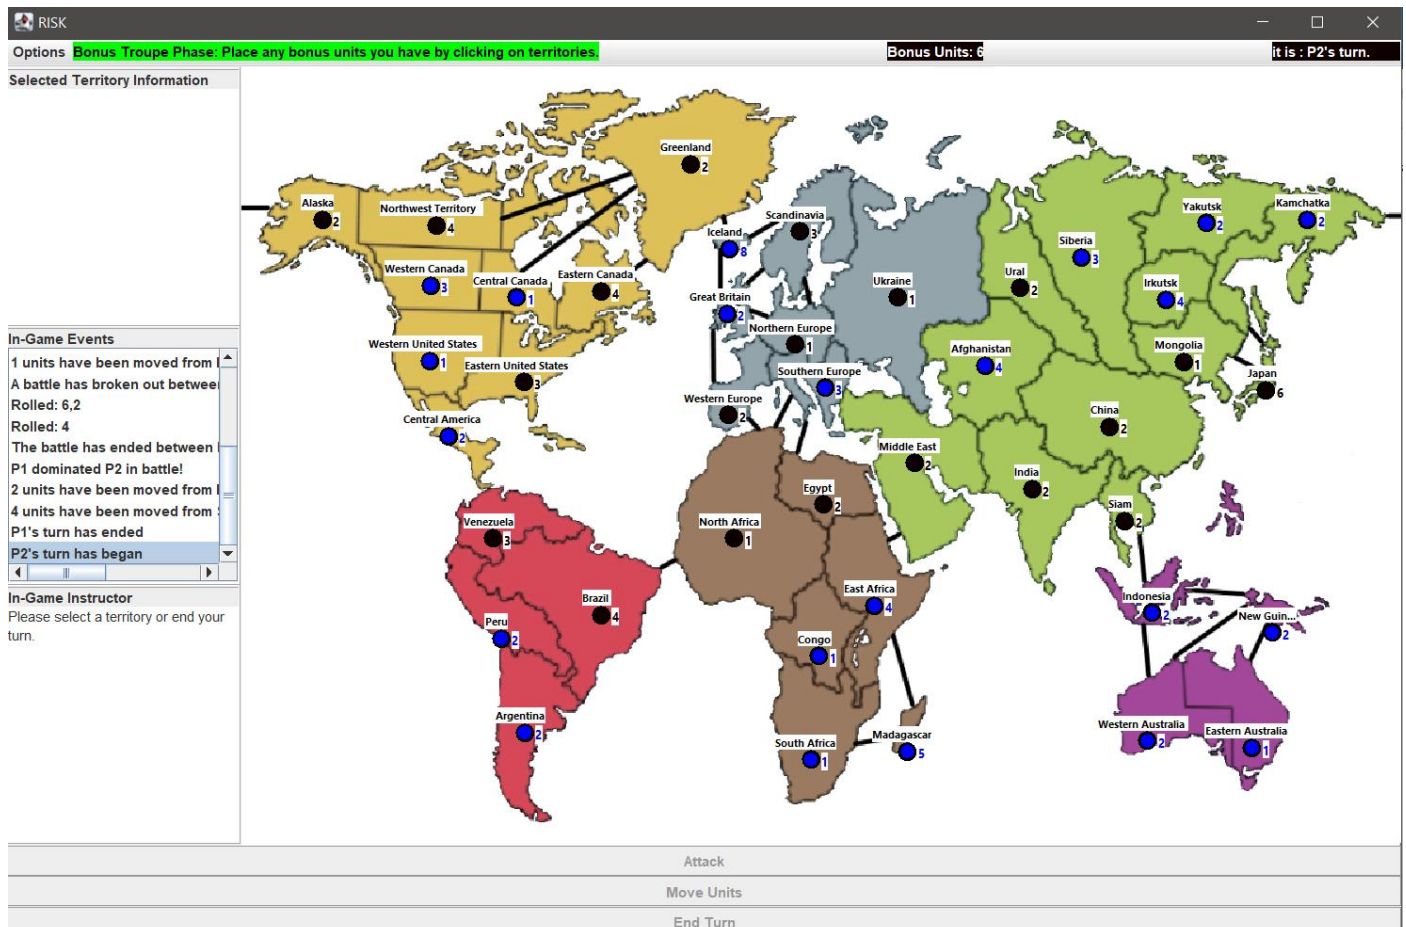 RISK
Options Bonus Troupe Phase: Place any bonus units you have by clicking on territories. Bonus Units: 6 it is : P2's turn.
Selected Territory Information
In-Game Events
1 units have been moved from
A battle has broken out betwee
Rolled: 6,2
Rolled: 4
The battle has ended between
P1 dominated P2 in battle!
2 units have been moved from
4 units have been moved from
P1's turn has ended
P2's turn has began
In-Game Instructor
Please select a territory or end your
turn.
Greenland
2
Alaska
2
Northwest Territory
4
Western Canada
3
Central Canada
1
Eastern Canada
4
Western United States
1
Eastern United States
3
Central America
2
Venezuela
3
Brazil
4
Peru
2
Argentina
2
Iceland
8
Scandinavia
3
Great Britain
2
Ukraine
1
Northern Europe
1
Southern Europe
3
Western Europe
2
North Africa
1
Egypt
2
East Africa
4
Congo
1
South Africa
1
Madagascar
5
Ural
2
Siberia
3
Yakutsk
2
Kamchatka
2
Irkutsk
4
Mongolia
1
Japan
6
Afghanistan
4
China
2
Middle East
2
India
2
Siam
2
Indonesia
2
New Guin...
2
Western Australia
2
Eastern Australia
1
Attack
Move Units
End Turn